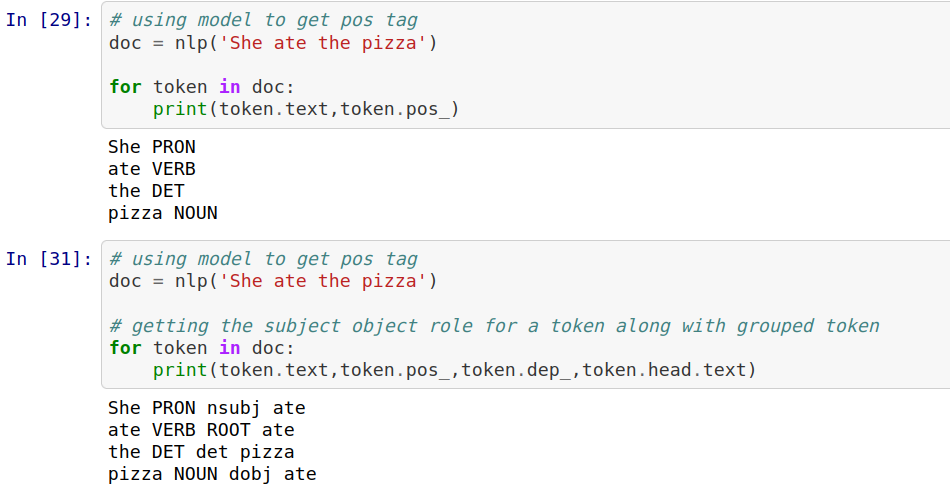 In [29]: # using model to get pos tag
doc = nlp('She ate the pizza')
for token in doc:
    print(token.text,token.pos_)
She PRON
ate VERB
the DET
pizza NOUN
In [31]: # using model to get pos tag
doc = nlp('She ate the pizza')
# getting the subject object role for a token along with grouped token
for token in doc:
    print(token.text,token.pos_,token.dep_,token.head.text)
She PRON nsubj ate
ate VERB ROOT ate
the DET det pizza
pizza NOUN dobj ate